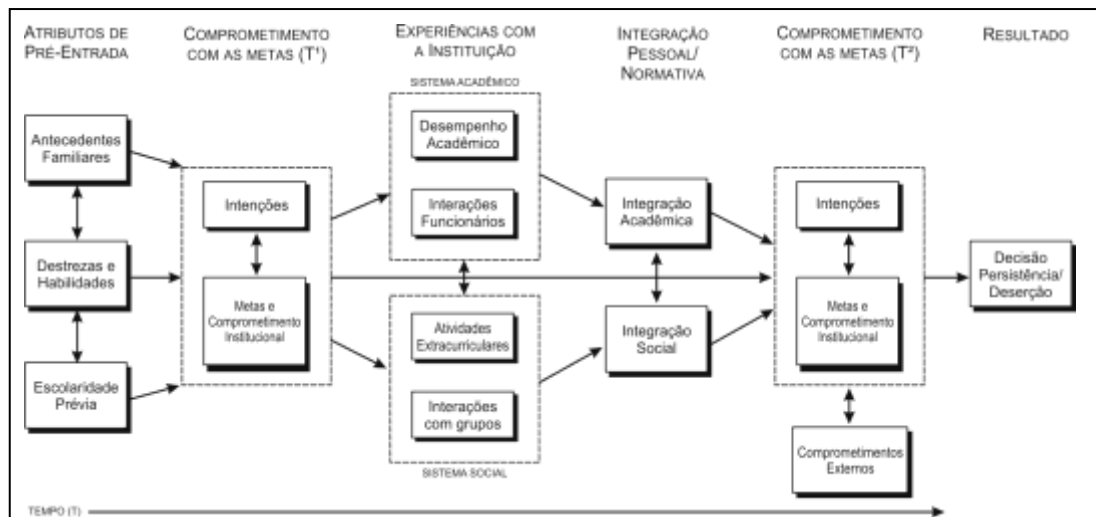 ATRIBUTOS DE
PRÉ-ENTRADA
COMPROMETIMENTO
COM AS METAS (T¹)
EXPERIÊNCIAS COM
A INSTITUIÇÃO
INTEGRAÇÃO
PESSOAL/
NORMATIVA
COMPROMETIMENTO
COM AS METAS (T²)
RESULTADO
Antecedentes
Familiares
Destrezas e
Habilidades
Escolaridade
Prévia
Intenções
Metas e
Comprometimento
Institucional
SISTEMA ACADÊMICO
Desempenho
Acadêmico
Interações
Funcionários
Atividades
Extracurriculares
Interações
com grupos
SISTEMA SOCIAL
Integração
Acadêmica
Integração
Social
Intenções
Metas e
Comprometimento
Institucional
Comprometimentos
Externos
Decisão
Persistência/
Deserção
TEMPO (T)